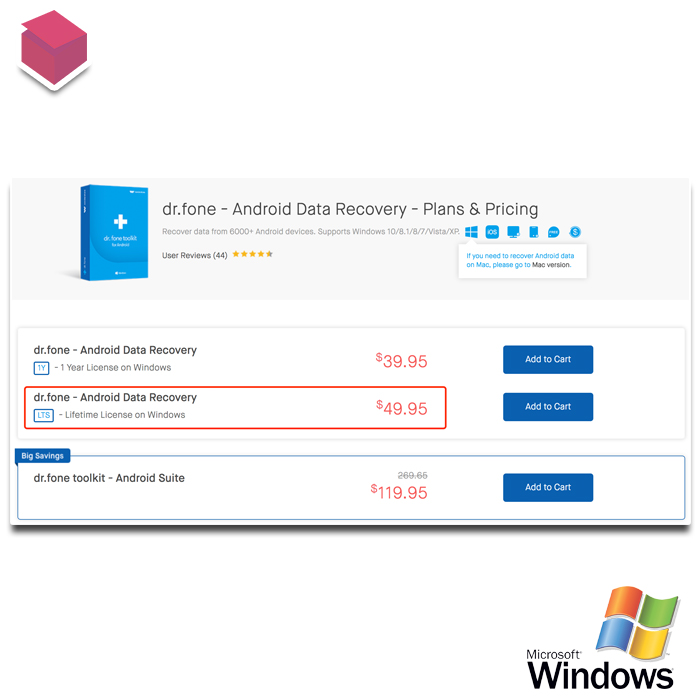 dr.fone - Android Data Recovery - Plans & Pricing
Recover data from 6000+ Android devices. Supports Windows 10/8.1/8/7/Vista/XP.
iOS
FREE
$
User Reviews (44)
If you need to recover Android data
on Mac, please go to Mac version.
dr.fone toolkit
for Android
dr.fone - Android Data Recovery
1Y - 1 Year License on Windows
$39.95
Add to Cart
dr.fone - Android Data Recovery
LTS - Lifetime License on Windows
$49.95
Add to Cart
Big Savings
dr.fone toolkit - Android Suite
269.65
$119.95
Add to Cart
Microsoft
Windows